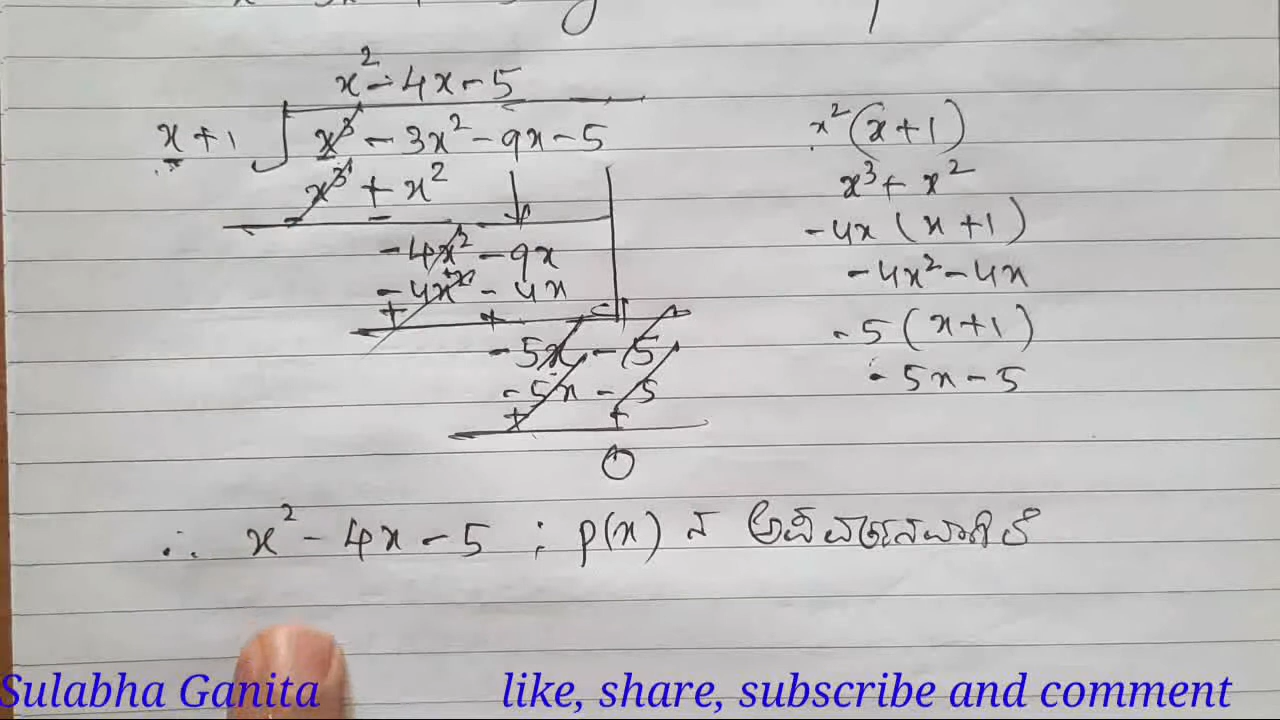 x² - 4x - 5
x + 1 x³ - 3x² - 9x - 5
x³ + x²
-
-4x² - 9x
-4x² - 4x
+ +
-5x - 5
-5x - 5
+ +
0
x² (x + 1)
x³ + x²
-4x (x + 1)
-4x² - 4x
-5 (x + 1)
-5x - 5
∴ x² - 4x - 5 ; p(x) ನ
Sulabha Ganita like, share, subscribe and comment